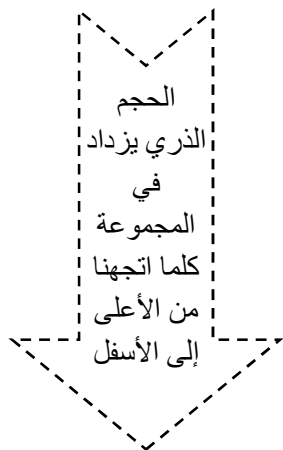 الحجم
الذري يزداد
في
المجموعة
كلما اتجهنا
من الأعلى
إلى الأسفل